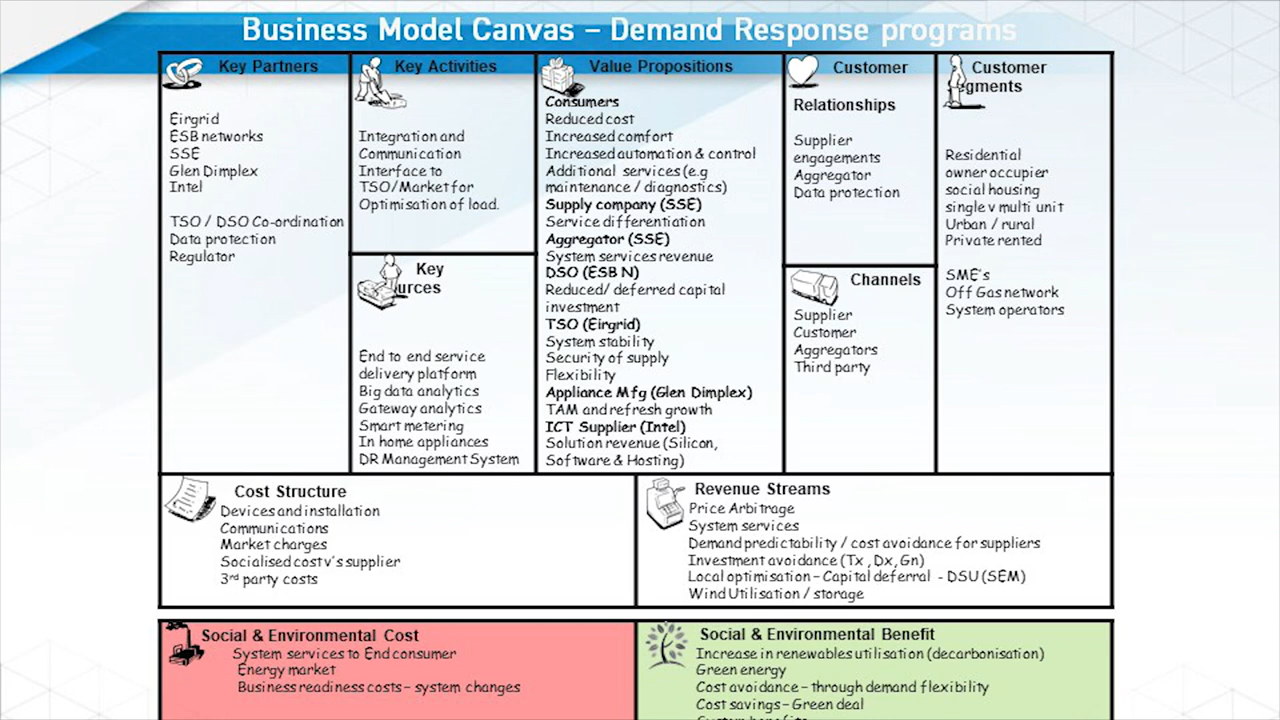 Business Model Canvas – Demand Response programs
Key Partners
Eirgrid
ESB networks
SSE
Glen Dimplex
Intel
TSO / DSO Co-ordination
Data protection
Regulator
Key Activities
Integration and
Communication
Interface to
TSO/Market for
Optimisation of load.
Key
urces
End to end service
delivery platform
Big data analytics
Gateway analytics
Smart metering
In home appliances
DR Management System
Value Propositions
Consumers
Reduced cost
Increased comfort
Increased automation & control
Additional services (e.g
maintenance / diagnostics)
Supply company (SSE)
Service differentiation
Aggregator (SSE)
System services revenue
DSO (ESB N)
Reduced/ deferred capital
investment
TSO (Eirgrid)
System stability
Security of supply
Flexibility
Appliance Mfg (Glen Dimplex)
TAM and refresh growth
ICT Supplier (Intel)
Solution revenue (Silicon,
Software & Hosting)
Customer
Relationships
Supplier
engagements
Aggregator
Data protection
Channels
Supplier
Customer
Aggregators
Third party
Customer
gments
Residential
owner occupier
social housing
single v multi unit
Urban / rural
Private rented
SME's
Off Gas network
System operators
Cost Structure
Devices and installation
Communications
Market charges
Socialised cost v's supplier
3rd party costs
Revenue Streams
Price Arbitrage
System services
Demand predictability / cost avoidance for suppliers
Investment avoidance (Tx , Dx, Gn)
Local optimisation – Capital deferral - DSU (SEM)
Wind Utilisation / storage
Social & Environmental Cost
System services to End consumer
Energy market
Business readiness costs – system changes
Social & Environmental Benefit
Increase in renewables utilisation (decarbonisation)
Green energy
Cost avoidance – through demand flexibility
Cost savings – Green deal